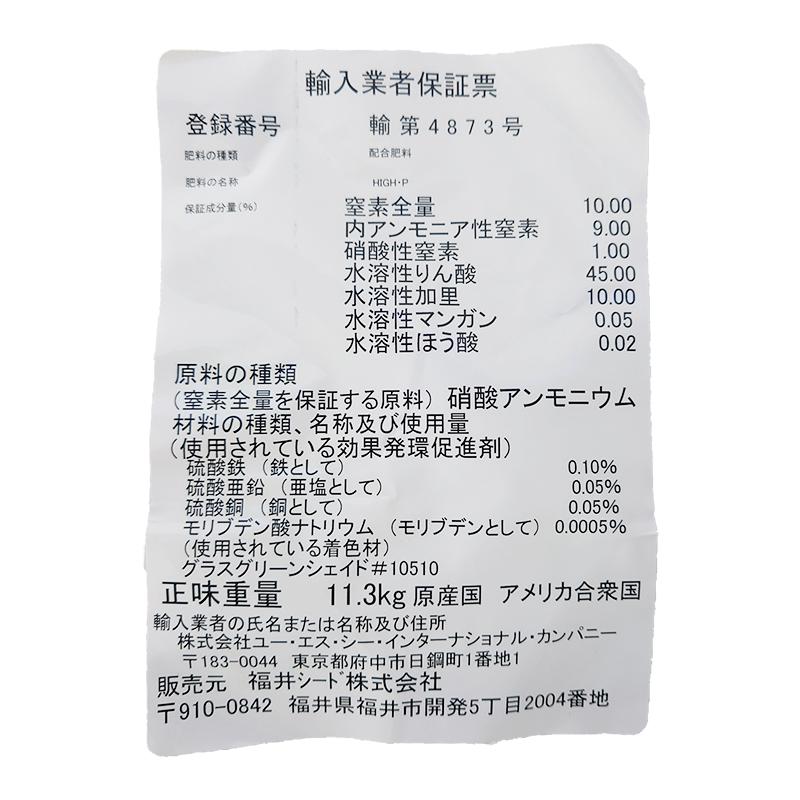 輸入業者保証票
登録番号 輸第4873号
肥料の種類 配合肥料
肥料の名称 HIGH・P
保証成分量(%) 窒素全量 10.00
内アンモニア性窒素 9.00
硝酸性窒素 1.00
水溶性りん酸 45.00
水溶性加里 10.00
水溶性マンガン 0.05
水溶性ほう酸 0.02
原料の種類
(窒素全量を保証する原料) 硝酸アンモニウム
材料の種類、名称及び使用量
(使用されている効果発環促進剤)
硫酸鉄 (鉄として) 0.10%
硫酸亜鉛 (亜塩として) 0.05%
硫酸銅 (銅として) 0.05%
モリブデン酸ナトリウム (モリブデンとして) 0.0005%
(使用されている着色材)
グラスグリーンシェイド#10510
正味重量 11.3kg 原産国 アメリカ合衆国
輸入業者の氏名または名称及び住所
株式会社ユー・エス・シー・インターナショナル・カンパニー
〒183-0044 東京都府中市日鋼町1番地1
販売元 福井シード株式会社
〒910-0842 福井県福井市開発5丁目2004番地